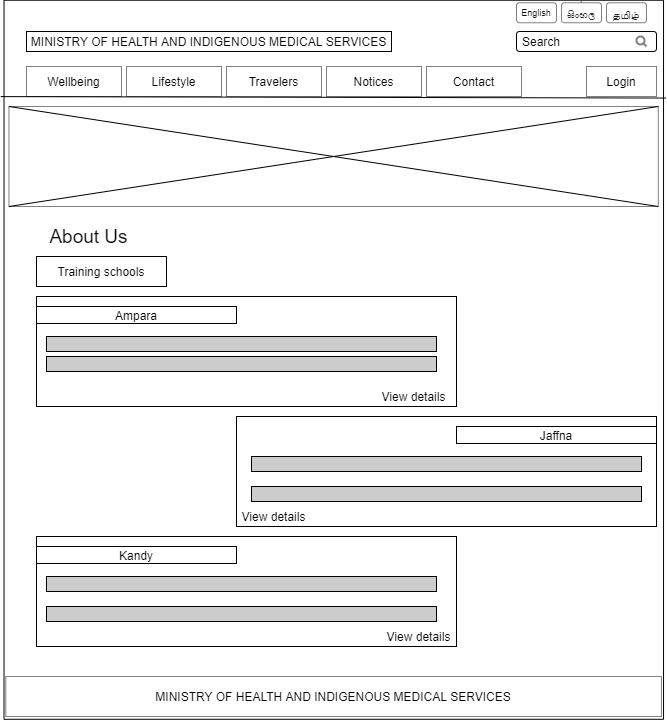 English සිංහල தமிழ்
MINISTRY OF HEALTH AND INDIGENOUS MEDICAL SERVICES
Search
Wellbeing Lifestyle Travelers Notices Contact Login
About Us
Training schools
Ampara
View details
Jaffna
View details
Kandy
View details
MINISTRY OF HEALTH AND INDIGENOUS MEDICAL SERVICES